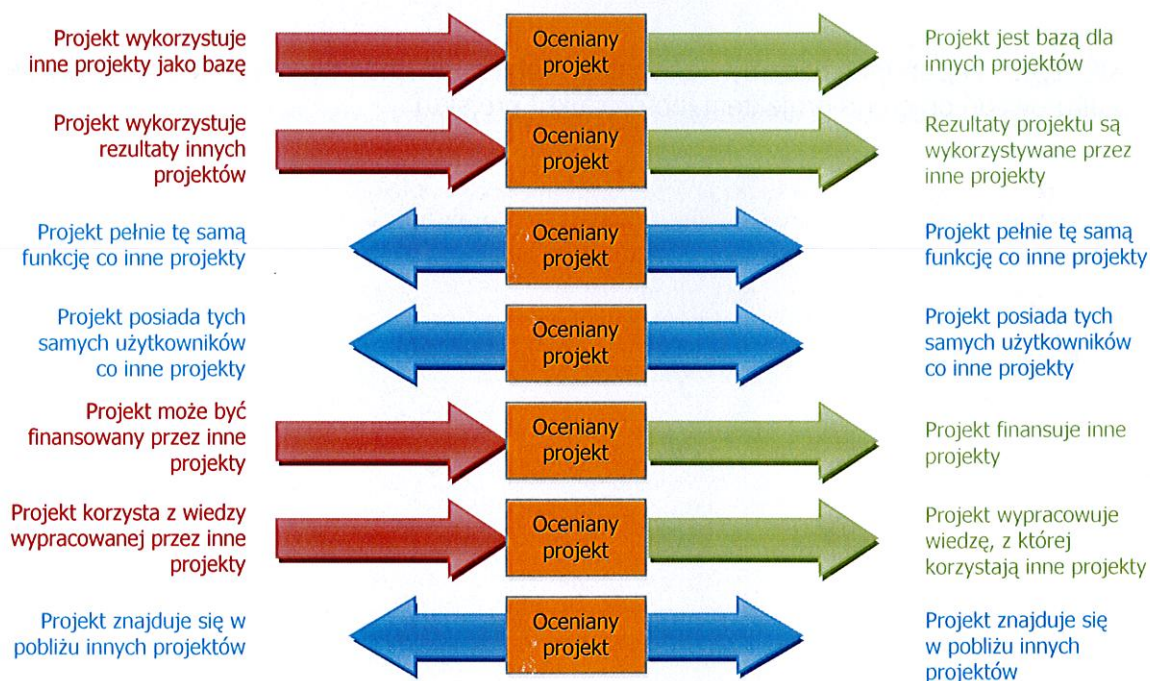 Projekt wykorzystuje
inne projekty jako bazę
Oceniany
projekt
Projekt jest bazą dla
innych projektów
Projekt wykorzystuje
rezultaty innych
projektów
Oceniany
projekt
Rezultaty projektu są
wykorzystywane przez
inne projekty
Projekt pełnie tę samą
funkcję co inne projekty
Oceniany
projekt
Projekt pełnie tę samą
funkcję co inne projekty
Projekt posiada tych
samych użytkowników
co inne projekty
Oceniany
projekt
Projekt posiada tych
samych użytkowników
co inne projekty
Projekt może być
finansowany przez inne
projekty
Oceniany
projekt
Projekt finansuje inne
projekty
Projekt korzysta z wiedzy
wypracowanej przez inne
projekty
Oceniany
projekt
Projekt wypracowuje
wiedzę, z której
korzystają inne projekty
Projekt znajduje się w
pobliżu innych projektów
Oceniany
projekt
Projekt znajduje się
w pobliżu innych
projektów